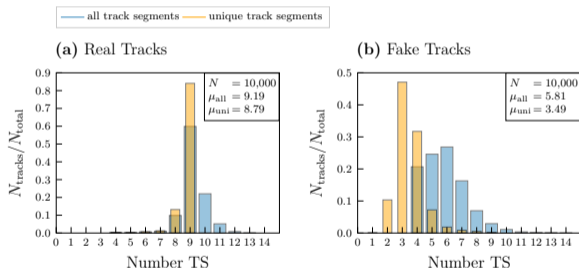 all track segments unique track segments
(a) Real Tracks
(b) Fake Tracks
N = 10,000
μall = 9.19
μuni = 8.79
N = 10,000
μall = 5.81
μuni = 3.49
Ntracks/Ntotal
0.9
0.8
0.7
0.6
0.5
0.4
0.3
0.2
0.1
0.0
0 1 2 3 4 5 6 7 8 9 10 11 12 13 14
Number TS
Ntracks/Ntotal
0.5
0.4
0.3
0.2
0.1
0.0
0 1 2 3 4 5 6 7 8 9 10 11 12 13 14
Number TS